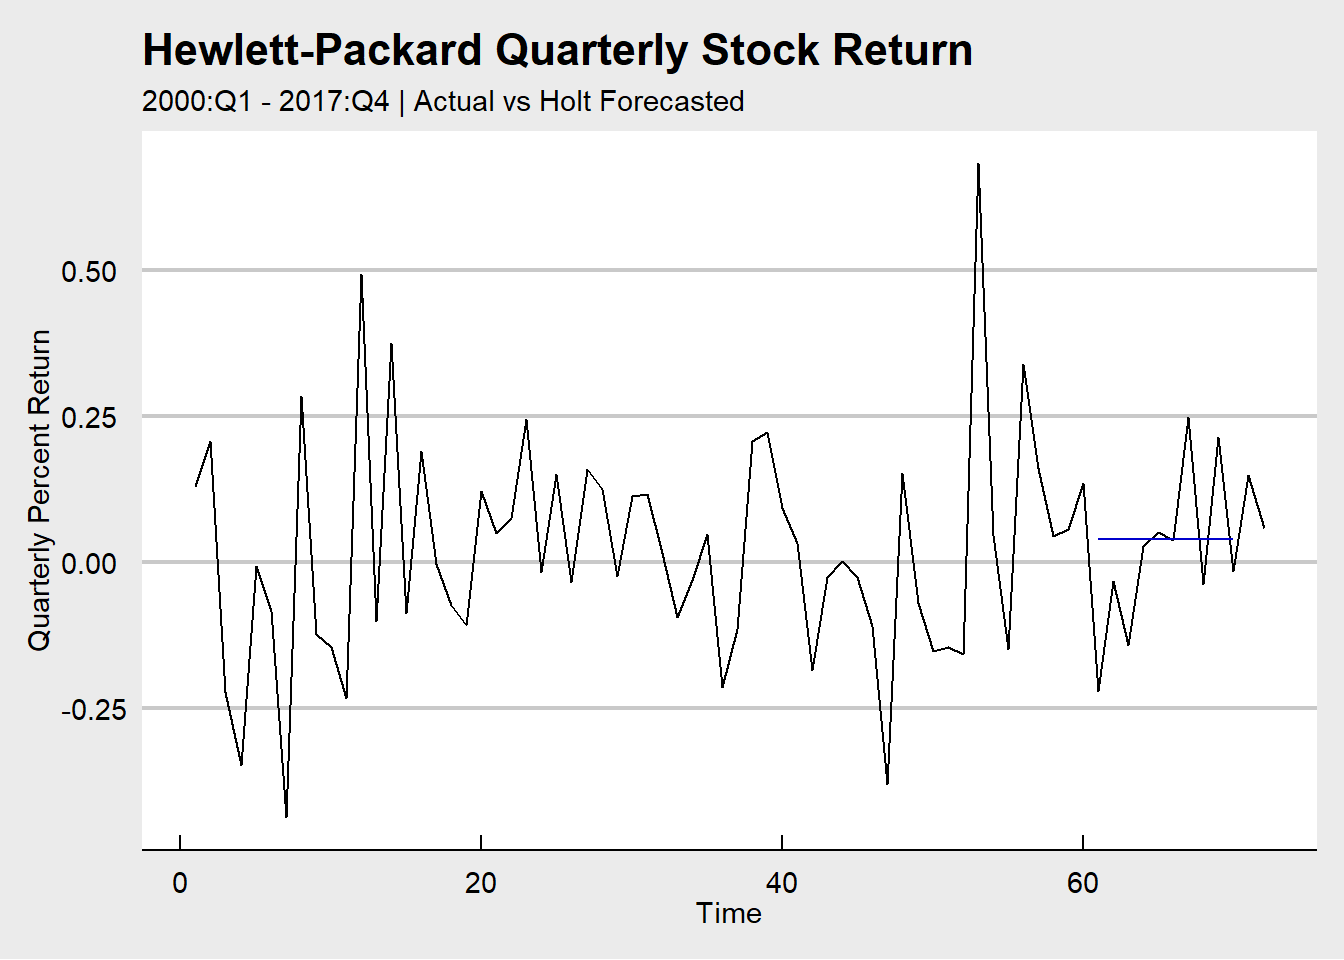 Hewlett-Packard Quarterly Stock Return
2000:Q1 - 2017:Q4 | Actual vs Holt Forecasted
Quarterly Percent Return
0.50
0.25
0.00
-0.25
0 20 40 60
Time